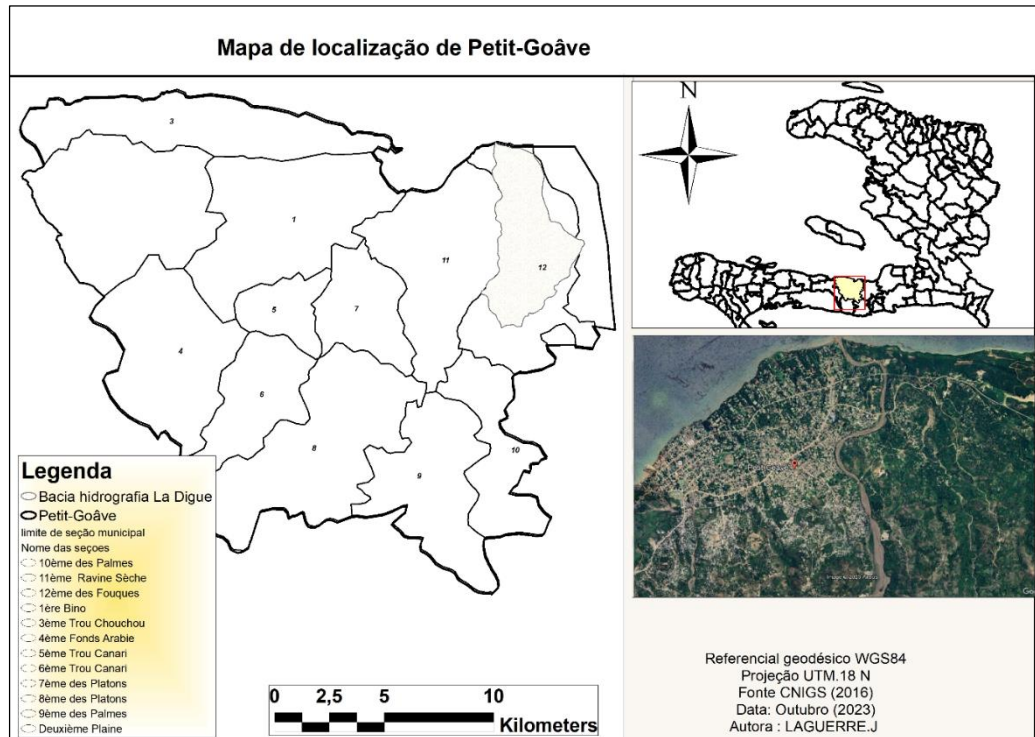 Mapa de localização de Petit-Goâve
3
1
11
12
5
7
4
6
8
9
10
N
Legenda
Bacia hidrografia La Digue
Petit-Goâve
limite de seção municipal
Nome das seçoes
10ème des Palmes
11ème Ravine Sèche
12ème des Fouques
1ère Bino
3ème Trou Chouchou
4ème Fonds Arabie
5ème Trou Canari
6ème Trou Canari
7ème des Platons
8ème des Platons
9ème des Palmes
Deuxième Plaine
0 2,5 5 10
Kilometers
Referencial geodésico WGS84
Projeção UTM.18 N
Fonte CNIGS (2016)
Data: Outubro (2023)
Autora : LAGUERRE.J